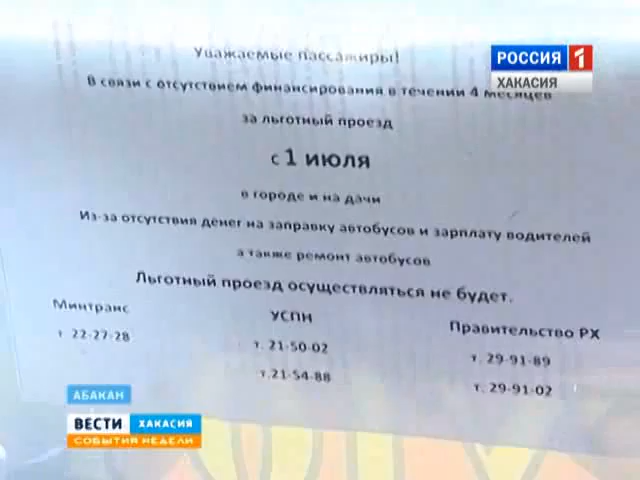 РОССИЯ 1
ХАКАСИЯ
Уважаемые пассажиры!
В связи с отсутствием финансирования в течении 4 месяцев
за льготный проезд
с 1 июля
в городе и на дачи
Из-за отсутствия денег на заправку автобусов и зарплату водителей
а также ремонт автобусов
Льготный проезд осуществляться не будет.
Минтранс УСПН Правительство РХ
т. 22-27-28 т. 21-50-02 т. 29-91-89
т.21-54-88 т. 29-91-02
АБАКАН
ВЕСТИ ХАКАСИЯ
СОБЫТИЯ НЕДЕЛИ